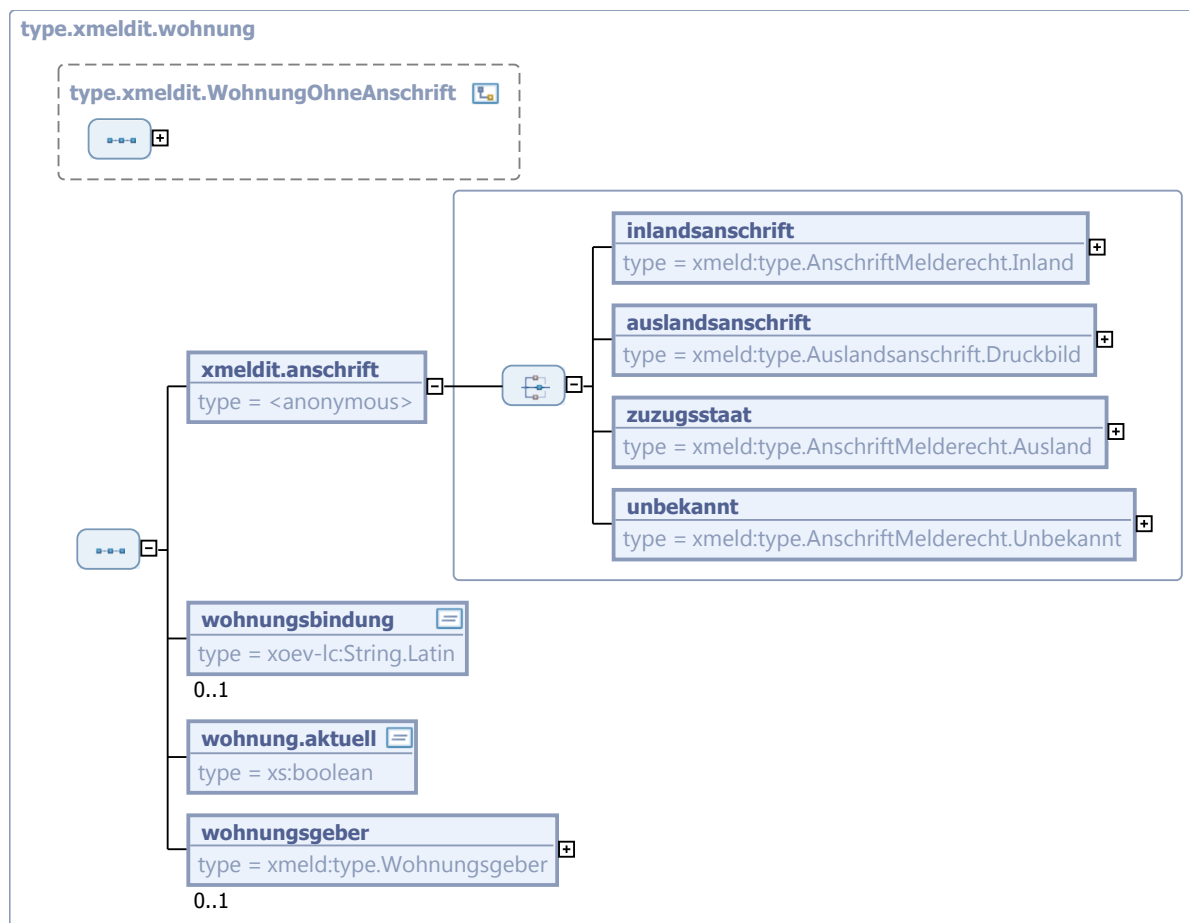 type.xmeldit.wohnung
type.xmeldit.WohnungOhneAnschrift
inlandsanschrift
type = xmeld:type.AnschriftMelderecht.Inland
auslandsanschrift
type = xmeld:type.Auslandsanschrift.Druckbild
xmeldit.anschrift
type = <anonymous>
zuzugsstaat
type = xmeld:type.AnschriftMelderecht.Ausland
unbekannt
type = xmeld:type.AnschriftMelderecht.Unbekannt
wohnungsbindung
type = xoev-lc:String.Latin
0..1
wohnung.aktuell
type = xs:boolean
wohnungsgeber
type = xmeld:type.Wohnungsgeber
0..1